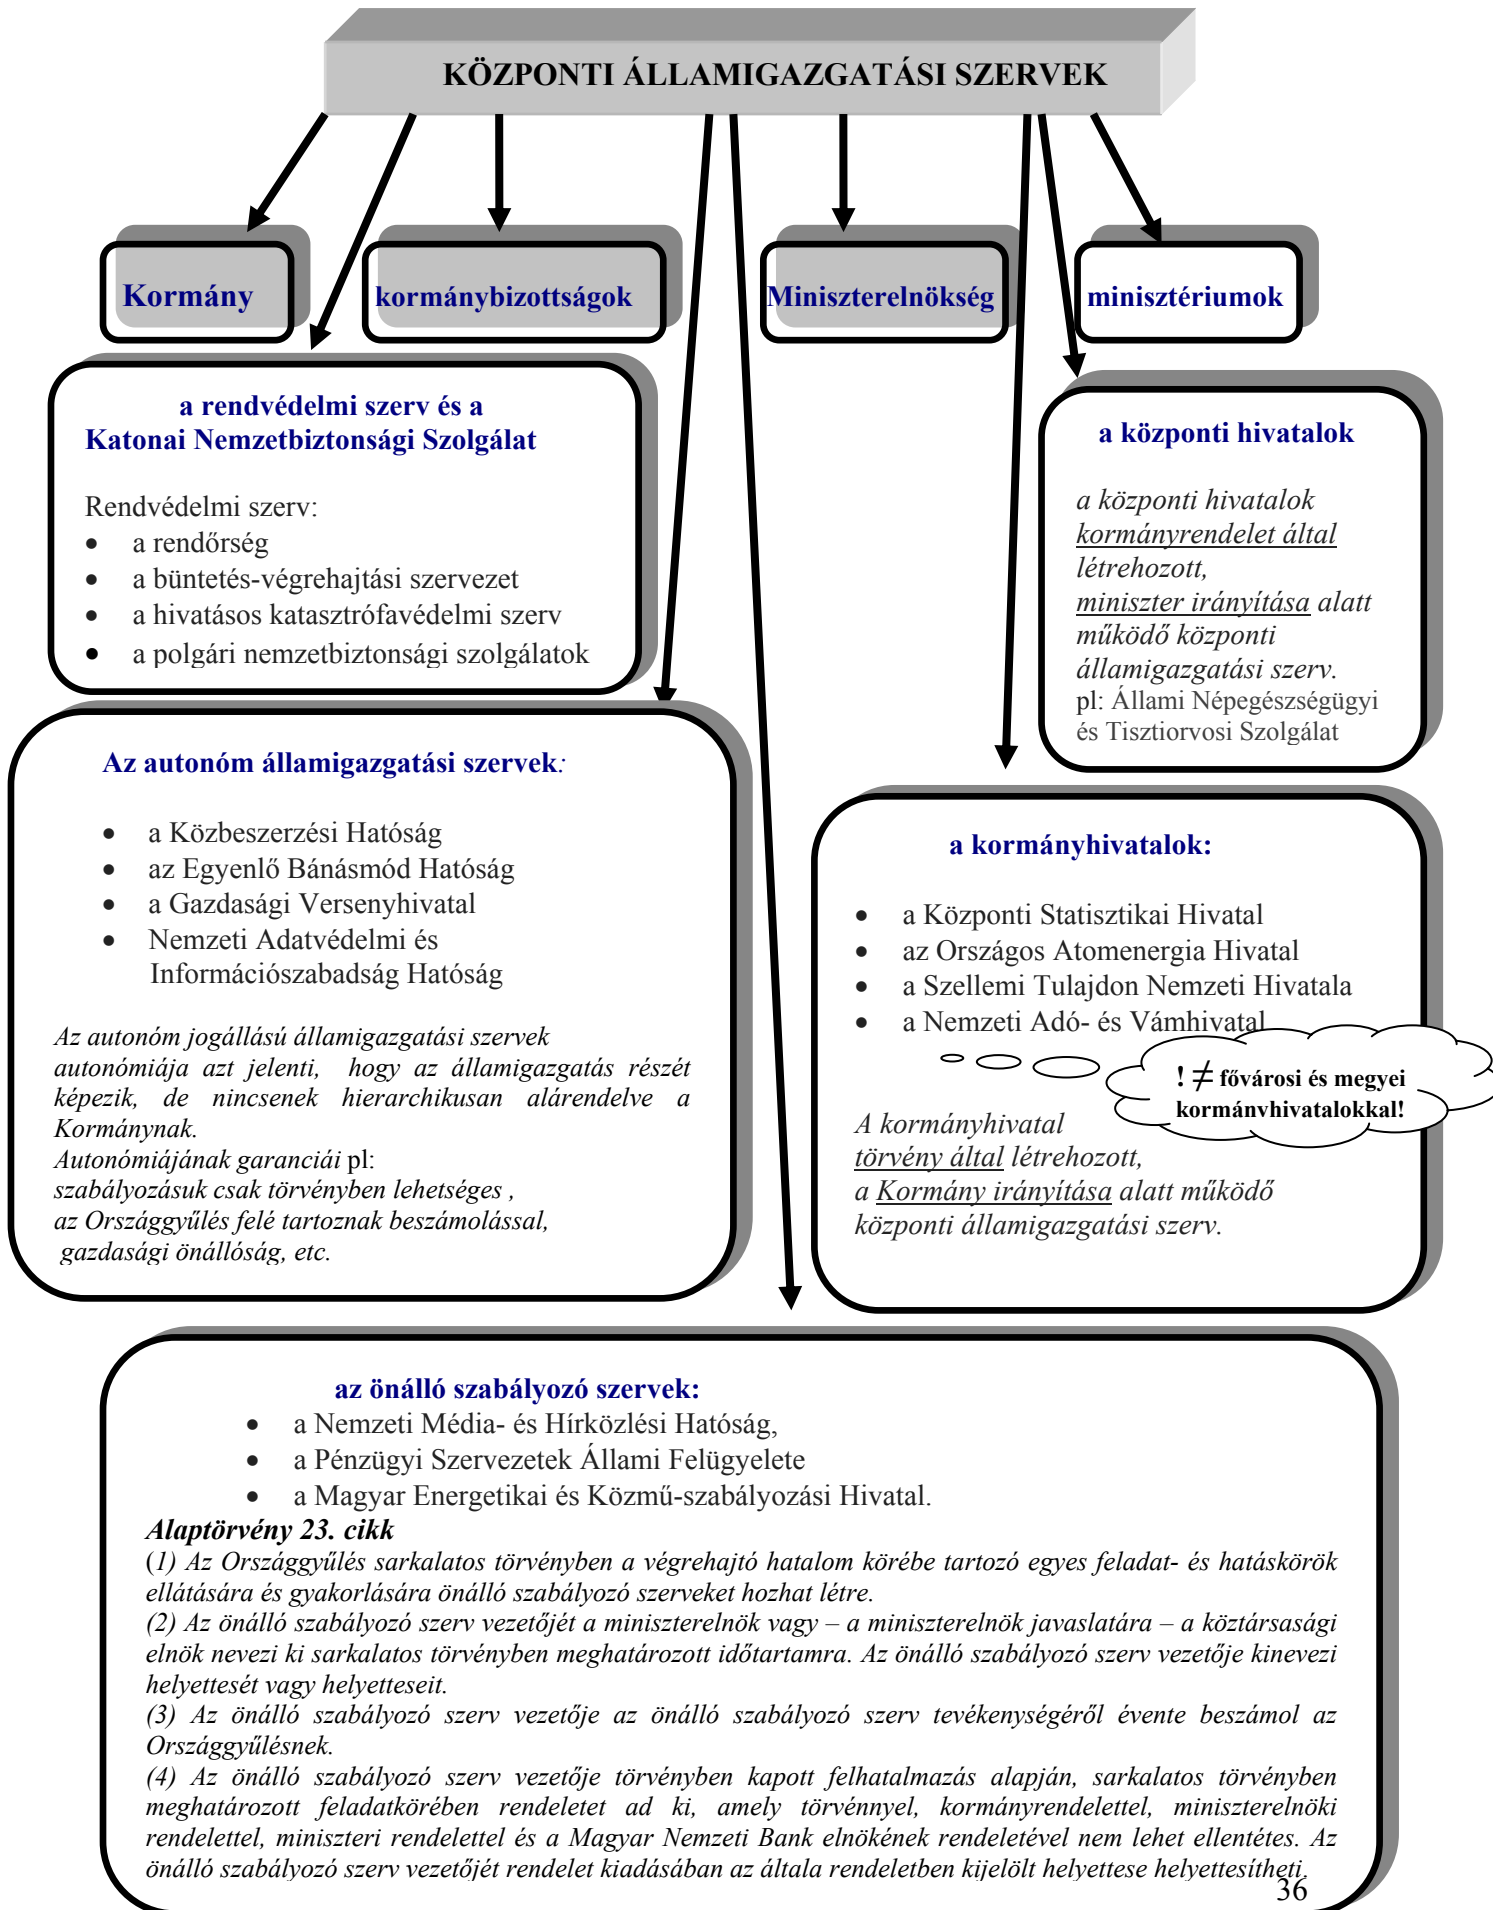 KÖZPONTI ÁLLAMIGAZGATÁSI SZERVEK
Kormány
kormánybizottságok
Miniszterelnökség
minisztériumok
a rendvédelmi szerv és a
Katonai Nemzetbiztonsági Szolgálat
Rendvédelmi szerv:
• a rendőrség
• a büntetés-végrehajtási szervezet
• a hivatásos katasztrófavédelmi szerv
• a polgári nemzetbiztonsági szolgálatok
a központi hivatalok
a központi hivatalok
kormányrendelet által
létrehozott,
miniszter irányítása alatt
működő központi
államigazgatási szerv.
pl: Állami Népegészségügyi
és Tisztiorvosi Szolgálat
Az autonóm államigazgatási szervek:
• a Közbeszerzési Hatóság
• az Egyenlő Bánásmód Hatóság
• a Gazdasági Versenyhivatal
• Nemzeti Adatvédelmi és
Információszabadság Hatóság
Az autonóm jogállású államigazgatási szervek
autonómiája azt jelenti, hogy az államigazgatás részét
képezik, de nincsenek hierarchikusan alárendelve a
Kormánynak.
Autonómiájának garanciái pl:
szabályozásuk csak törvényben lehetséges ,
az Országgyűlés felé tartoznak beszámolással,
gazdasági önállóság, etc.
a kormányhivatalok:
• a Központi Statisztikai Hivatal
• az Országos Atomenergia Hivatal
• a Szellemi Tulajdon Nemzeti Hivatala
• a Nemzeti Adó- és Vámhivatal
! ≠ fővárosi és megyei
kormányhivatalokkal!
A kormányhivatal
törvény által létrehozott,
a Kormány irányítása alatt működő
központi államigazgatási szerv.
az önálló szabályozó szervek:
• a Nemzeti Média- és Hírközlési Hatóság,
• a Pénzügyi Szervezetek Állami Felügyelete
• a Magyar Energetikai és Közmű-szabályozási Hivatal.
Alaptörvény 23. cikk
(1) Az Országgyűlés sarkalatos törvényben a végrehajtó hatalom körébe tartozó egyes feladat- és hatáskörök
ellátására és gyakorlására önálló szabályozó szerveket hozhat létre.
(2) Az önálló szabályozó szerv vezetőjét a miniszterelnök vagy – a miniszterelnök javaslatára – a köztársasági
elnök nevezi ki sarkalatos törvényben meghatározott időtartamra. Az önálló szabályozó szerv vezetője kinevezi
helyettesét vagy helyetteseit.
(3) Az önálló szabályozó szerv vezetője az önálló szabályozó szerv tevékenységéről évente beszámol az
Országgyűlésnek.
(4) Az önálló szabályozó szerv vezetője törvényben kapott felhatalmazás alapján, sarkalatos törvényben
meghatározott feladatkörében rendeletet ad ki, amely törvénnyel, kormányrendelettel, miniszterelnöki
rendelettel, miniszteri rendelettel és a Magyar Nemzeti Bank elnökének rendeletével nem lehet ellentétes. Az
önálló szabályozó szerv vezetőjét rendelet kiadásában az általa rendeletben kijelölt helyettese helyettesítheti.
36